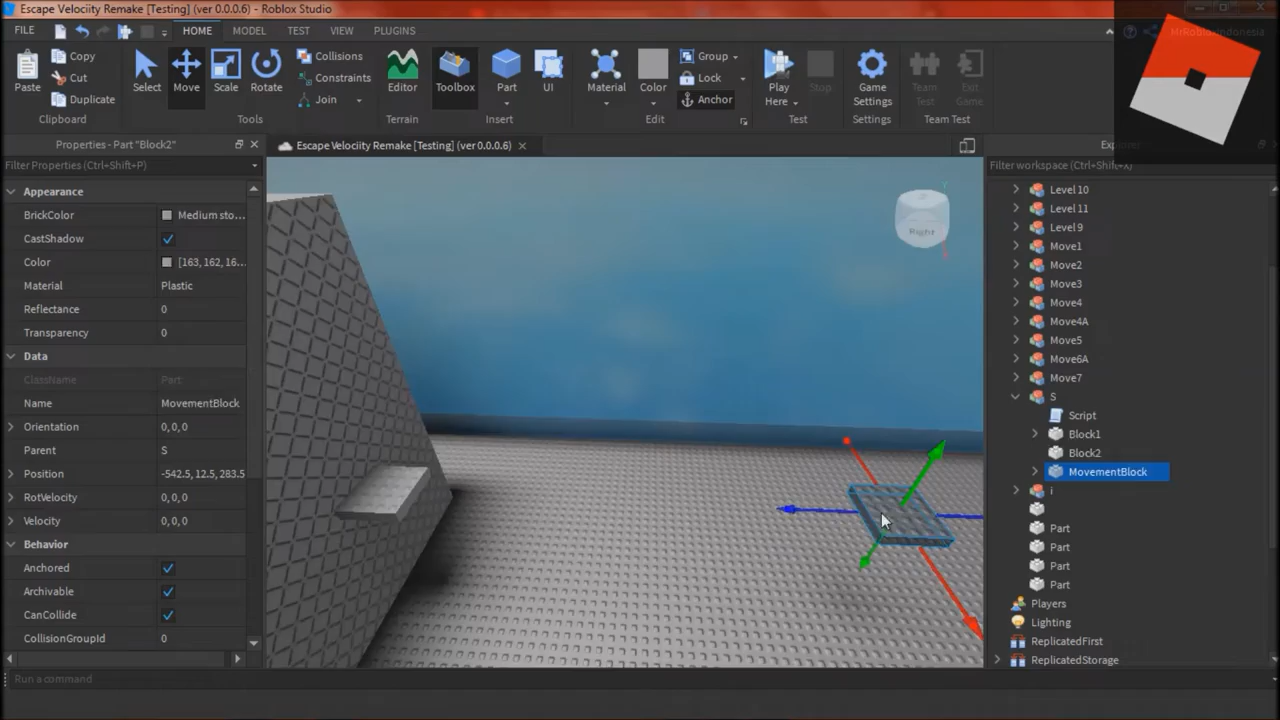 Escape Velociity Remake [Testing] (ver 0.0.0.6) - Roblox Studio
FILE HOME MODEL TEST VIEW PLUGINS
Paste Copy Cut Duplicate Select Move Scale Rotate Collisions Constraints Join Editor Toolbox Part UI Material Color Group Lock Anchor Play Here Stop Game Settings Team Test Exit Game
Clipboard Tools Terrain Insert Edit Test Settings Team Test
Properties - Part "Block2"
Escape Velociity Remake [Testing] (ver 0.0.0.6)
Filter Properties (Ctrl+Shift+P)
Filter workspace (Ctrl+Shift+X)
Appearance
BrickColor Medium sto...
CastShadow
Color [163, 162, 16...
Material Plastic
Reflectance 0
Transparency 0
Data
ClassName Part
Name MovementBlock
Orientation 0,0,0
Parent S
Position -542.5, 12.5, 283.5
RotVelocity 0,0,0
Velocity 0,0,0
Behavior
Anchored
Archivable
CanCollide
CollisionGroupId 0
Right
Level 10
Level 11
Level 9
Move1
Move2
Move3
Move4
Move4A
Move5
Move6A
Move7
S
Script
Block1
Block2
MovementBlock
i
Part
Part
Part
Part
Players
Lighting
ReplicatedFirst
ReplicatedStorage
Run a command